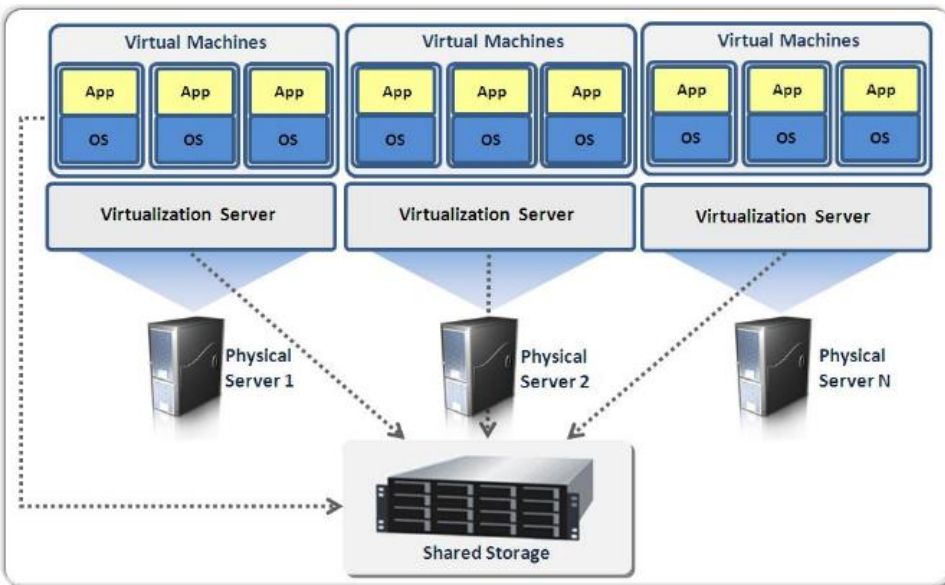 Virtual Machines
Virtual Machines
Virtual Machines
App
App
App
App
App
App
App
App
App
OS
OS
OS
OS
OS
OS
OS
OS
OS
Virtualization Server
Virtualization Server
Virtualization Server
Physical
Server 1
Physical
Server 2
Physical
Server N
Shared Storage